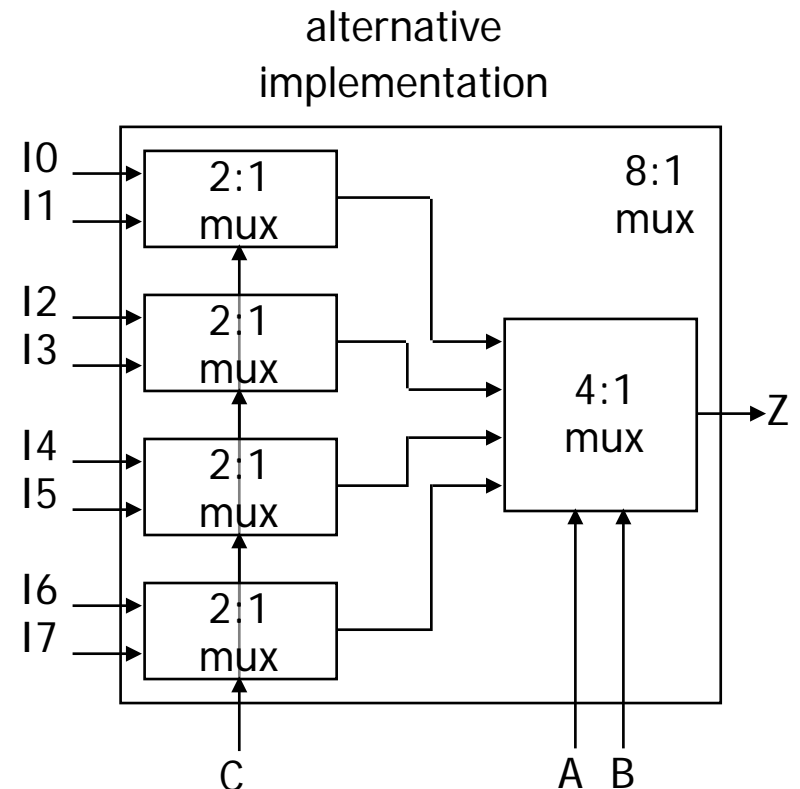 alternative
implementation
I0
I1
2:1
mux
8:1
mux
I2
I3
2:1
mux
4:1
mux
Z
I4
I5
2:1
mux
I6
I7
2:1
mux
C
A B